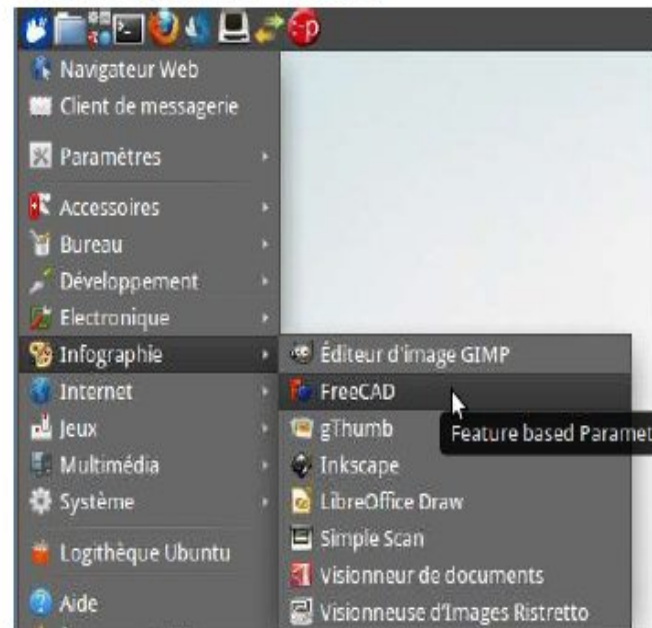 Navigateur Web
Client de messagerie
Paramètres
Accessoires
Bureau
Développement
Electronique
Infographie
Internet
Jeux
Multimédia
Système
Logithèque Ubuntu
Aide
Éditeur d'image GIMP
FreeCAD
gThumb
Feature based Paramet
Inkscape
LibreOffice Draw
Simple Scan
Visionneur de documents
Visionneuse d'Images Ristretto